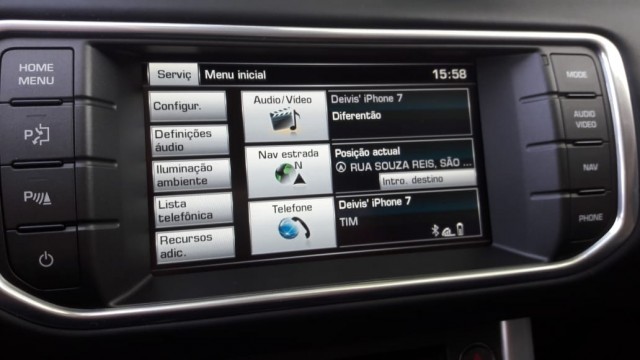 HOME
MENU
P
P
Serviç
Menu inicial
15:58
Configur.
Definições
áudio
Iluminação
ambiente
Lista
telefônica
Recursos
adic.
Audio/Video
Deivis' iPhone 7
Diferentão
Nav estrada
N
Posição actual
RUA SOUZA REIS, SÃO ...
Intro. destino
Telefone
Deivis' iPhone 7
TIM
MODE
AUDIO
VIDEO
NAV
PHONE